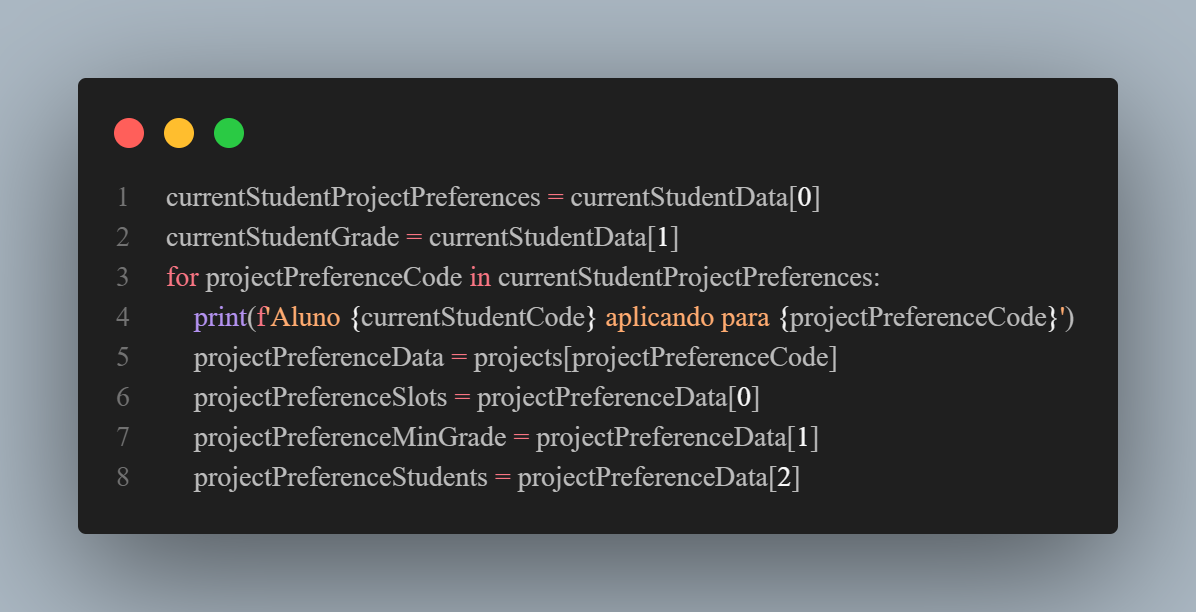 1 currentStudentProjectPreferences = currentStudentData[0]
2 currentStudentGrade = currentStudentData[1]
3 for projectPreferenceCode in currentStudentProjectPreferences:
4     print(f'Aluno {currentStudentCode} aplicando para {projectPreferenceCode}')
5     projectPreferenceData = projects[projectPreferenceCode]
6     projectPreferenceSlots = projectPreferenceData[0]
7     projectPreferenceMinGrade = projectPreferenceData[1]
8     projectPreferenceStudents = projectPreferenceData[2]